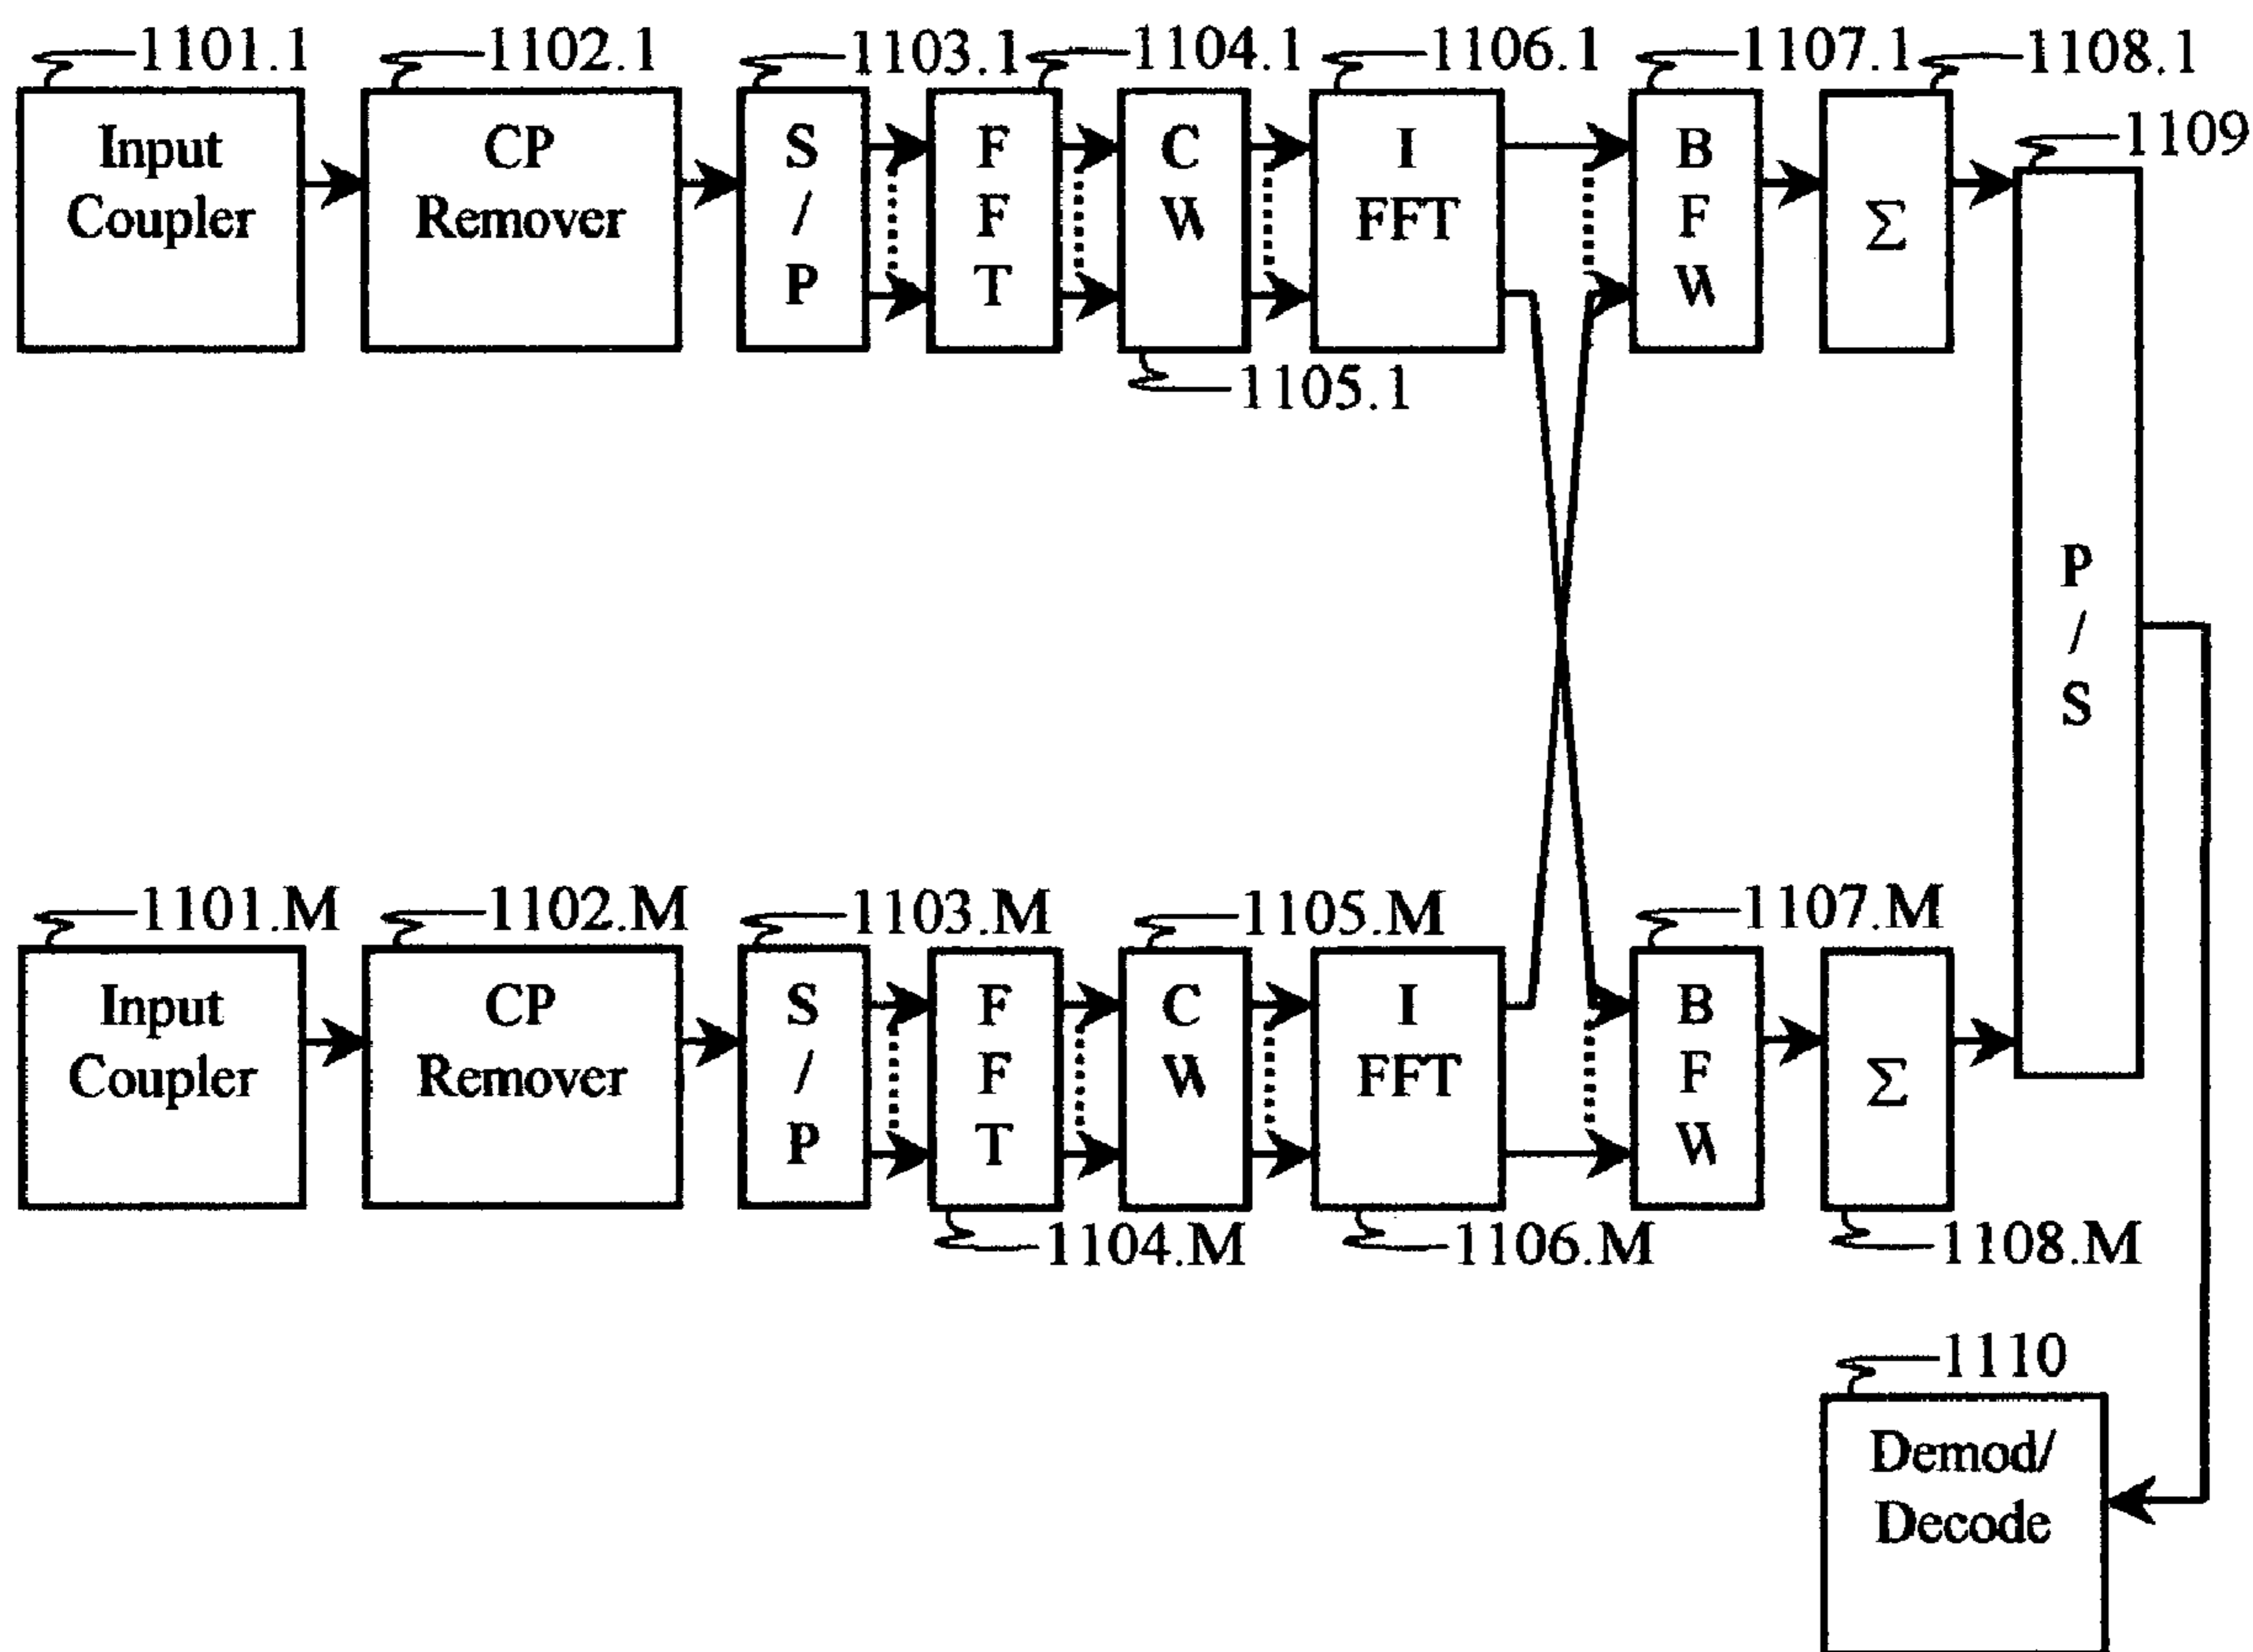 1101.1
1102.1
1103.1
1104.1
1106.1
1107.1
1108.1
1109
Input
Coupler
CP
Remover
S
/
P
F
F
T
C
W
I
FFT
B
F
W
Σ
1105.1
P
/
S
1101.M
1102.M
1103.M
1105.M
1107.M
Input
Coupler
CP
Remover
S
/
P
F
F
T
C
W
I
FFT
B
F
W
Σ
1104.M
1106.M
1108.M
1110
Demod/
Decode